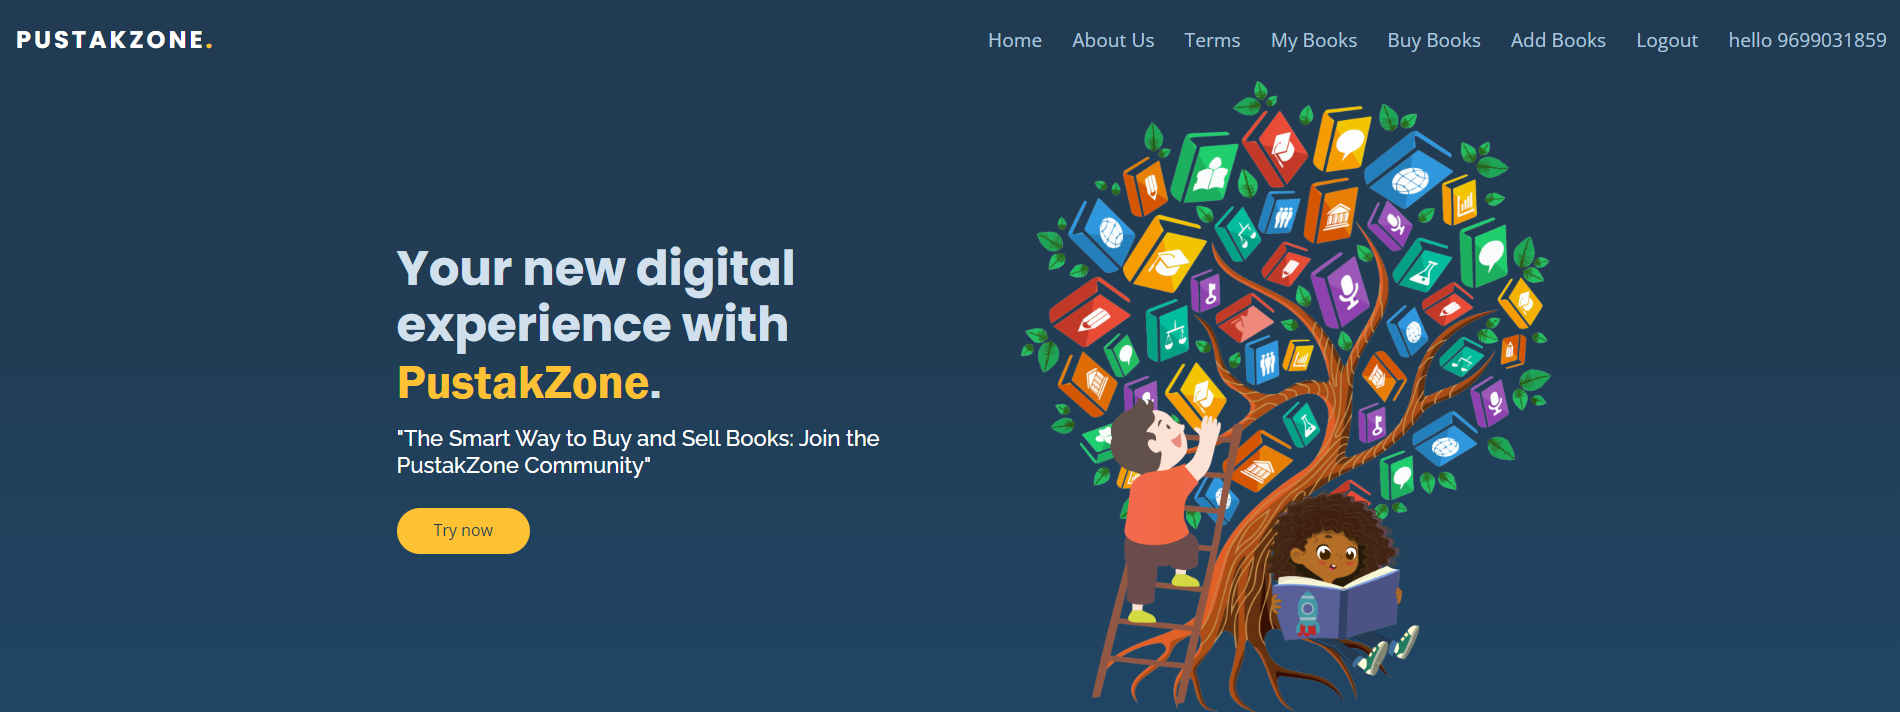 PUSTAKZONE.
Home About Us Terms My Books Buy Books Add Books Logout hello 9699031859
Your new digital
experience with
PustakZone.
"The Smart Way to Buy and Sell Books: Join the
PustakZone Community"
Try now